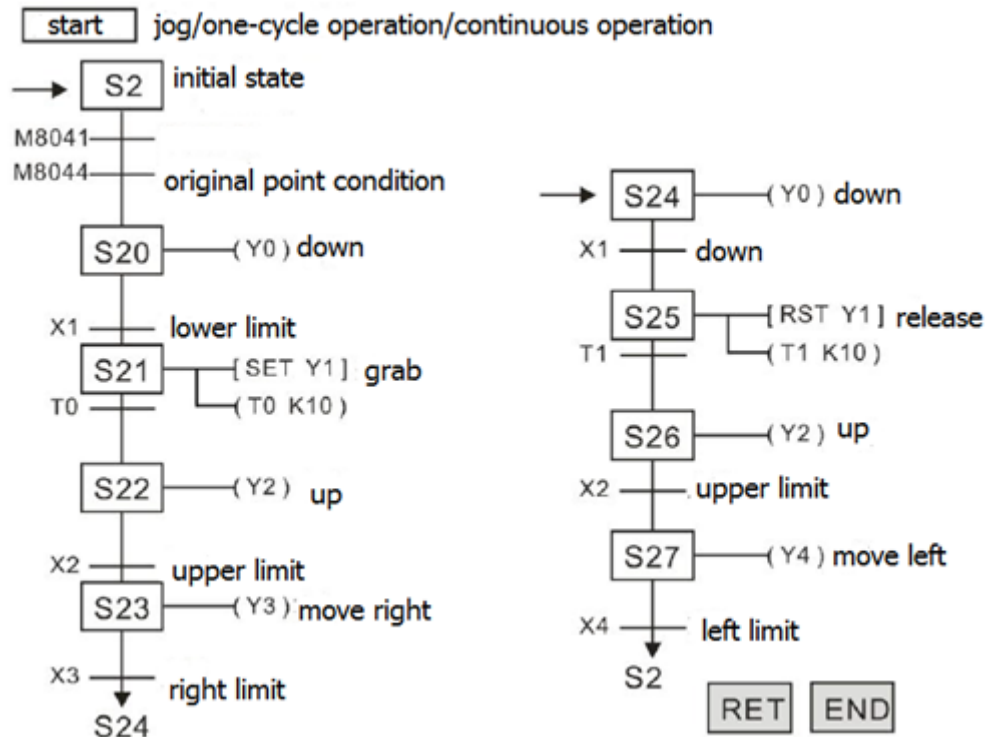 start jog/one-cycle operation/continuous operation
S2 initial state
M8041
M8044 original point condition
S20 (Y0) down
X1 lower limit
S21 [SET Y1] grab
T0 (T0 K10)
S22 (Y2) up
X2 upper limit
S23 (Y3) move right
X3 right limit
S24
S24 (Y0) down
X1 down
S25 [RST Y1] release
T1 (T1 K10)
S26 (Y2) up
X2 upper limit
S27 (Y4) move left
X4 left limit
S2
RET END